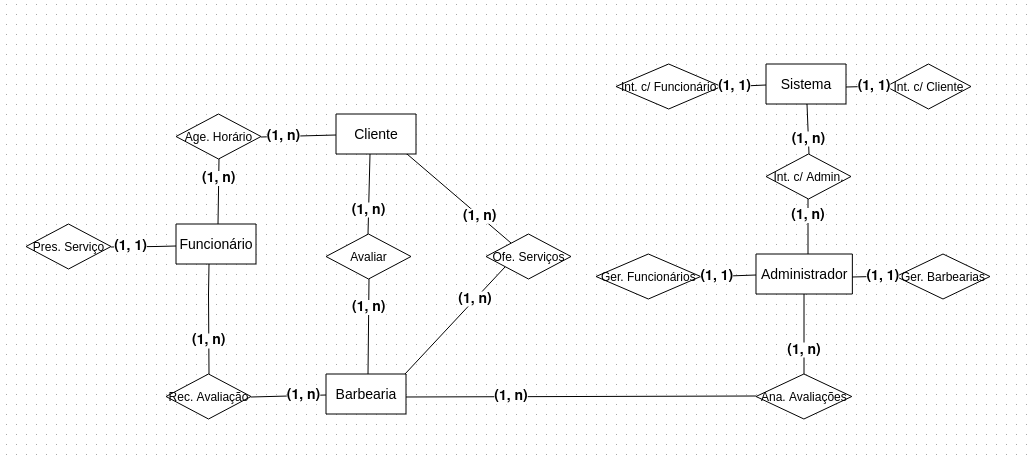 Sistema
Int. c/ Funcionário
(1, 1)
(1, 1)
Int. c/ Cliente
Cliente
Age. Horário
(1, n)
(1, n)
(1, n)
Int. c/ Admin.
(1, n)
(1, n)
(1, n)
(1, n)
Pres. Serviço
(1, 1)
Funcionário
Avaliar
Ofe. Serviços
Ger. Funcionários
(1, 1)
Administrador
(1, 1)
Ger. Barbearias
(1, n)
(1, n)
(1, n)
(1, n)
Rec. Avaliação
(1, n)
Barbearia
(1, n)
Ana. Avaliações